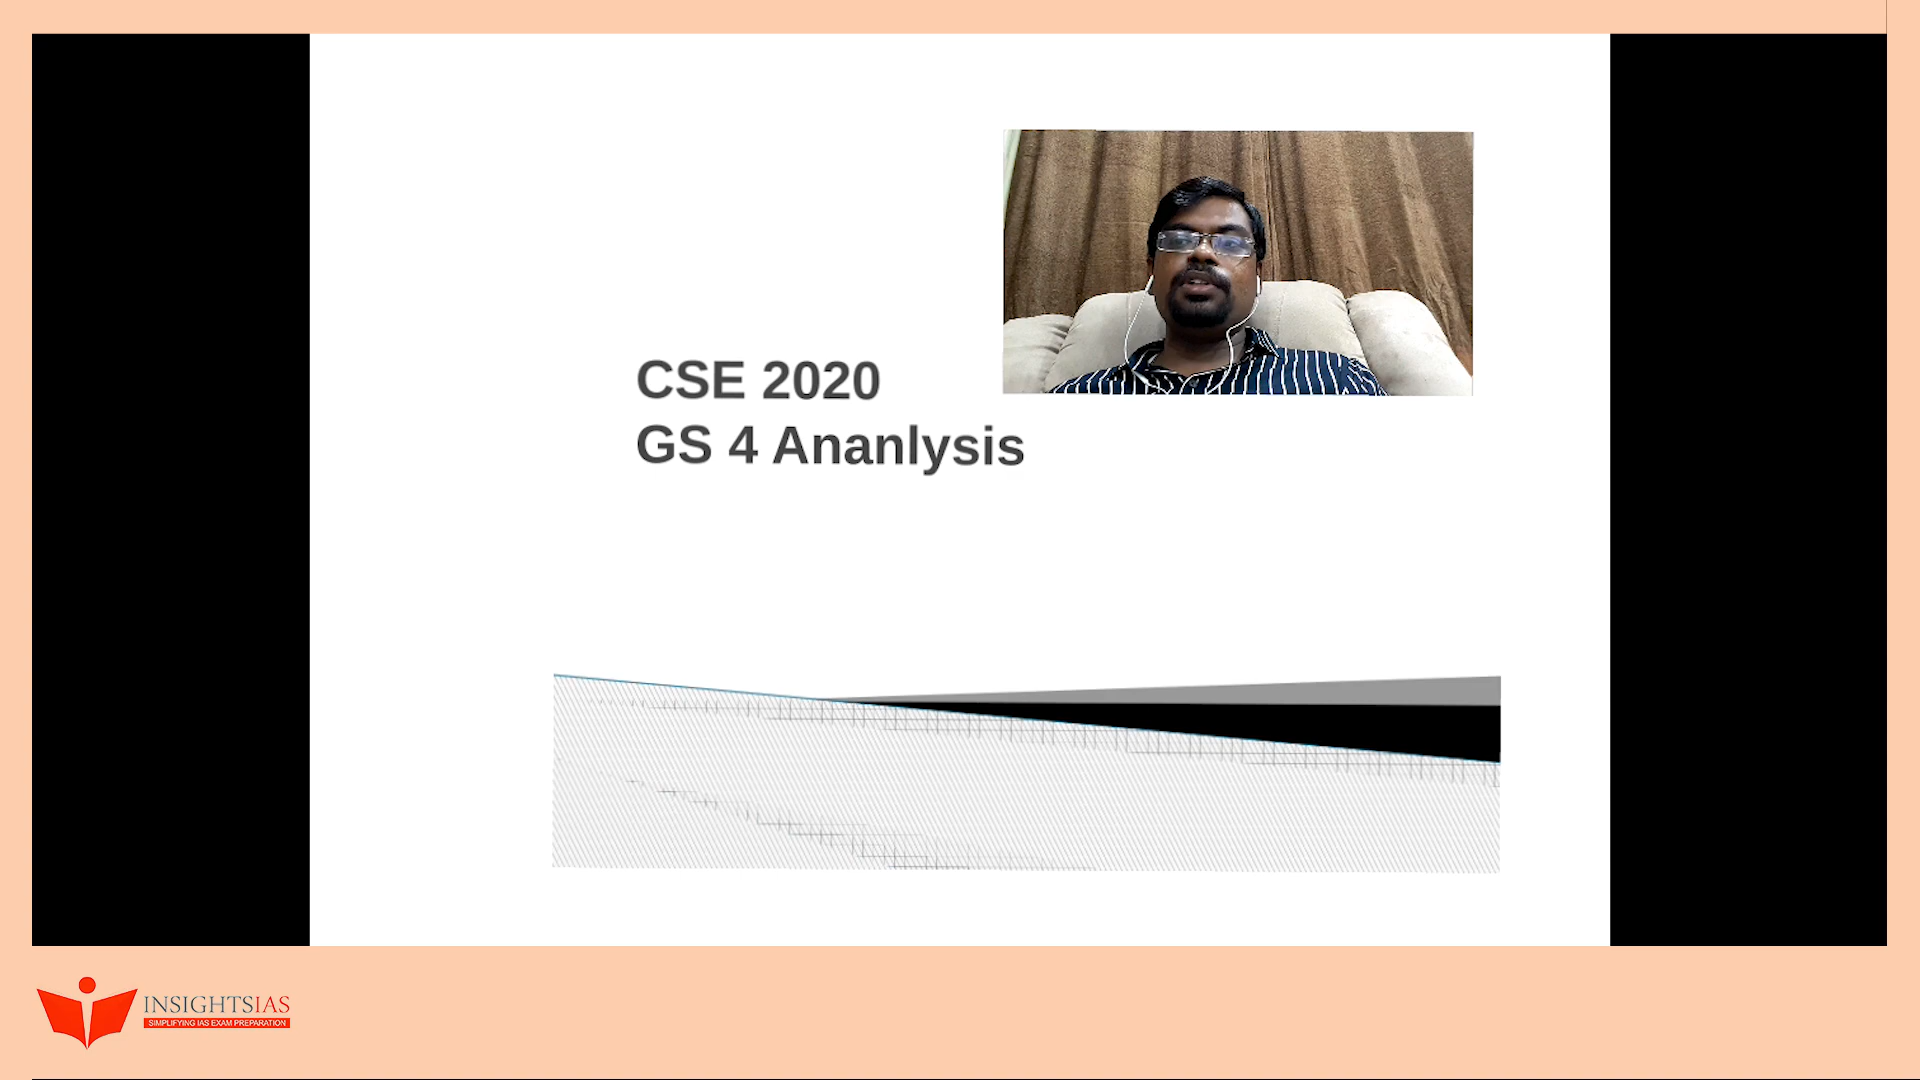 CSE 2020
GS 4 Ananlysis
INSIGHTSIAS
SIMPLIFYING IAS EXAM PREPARATION